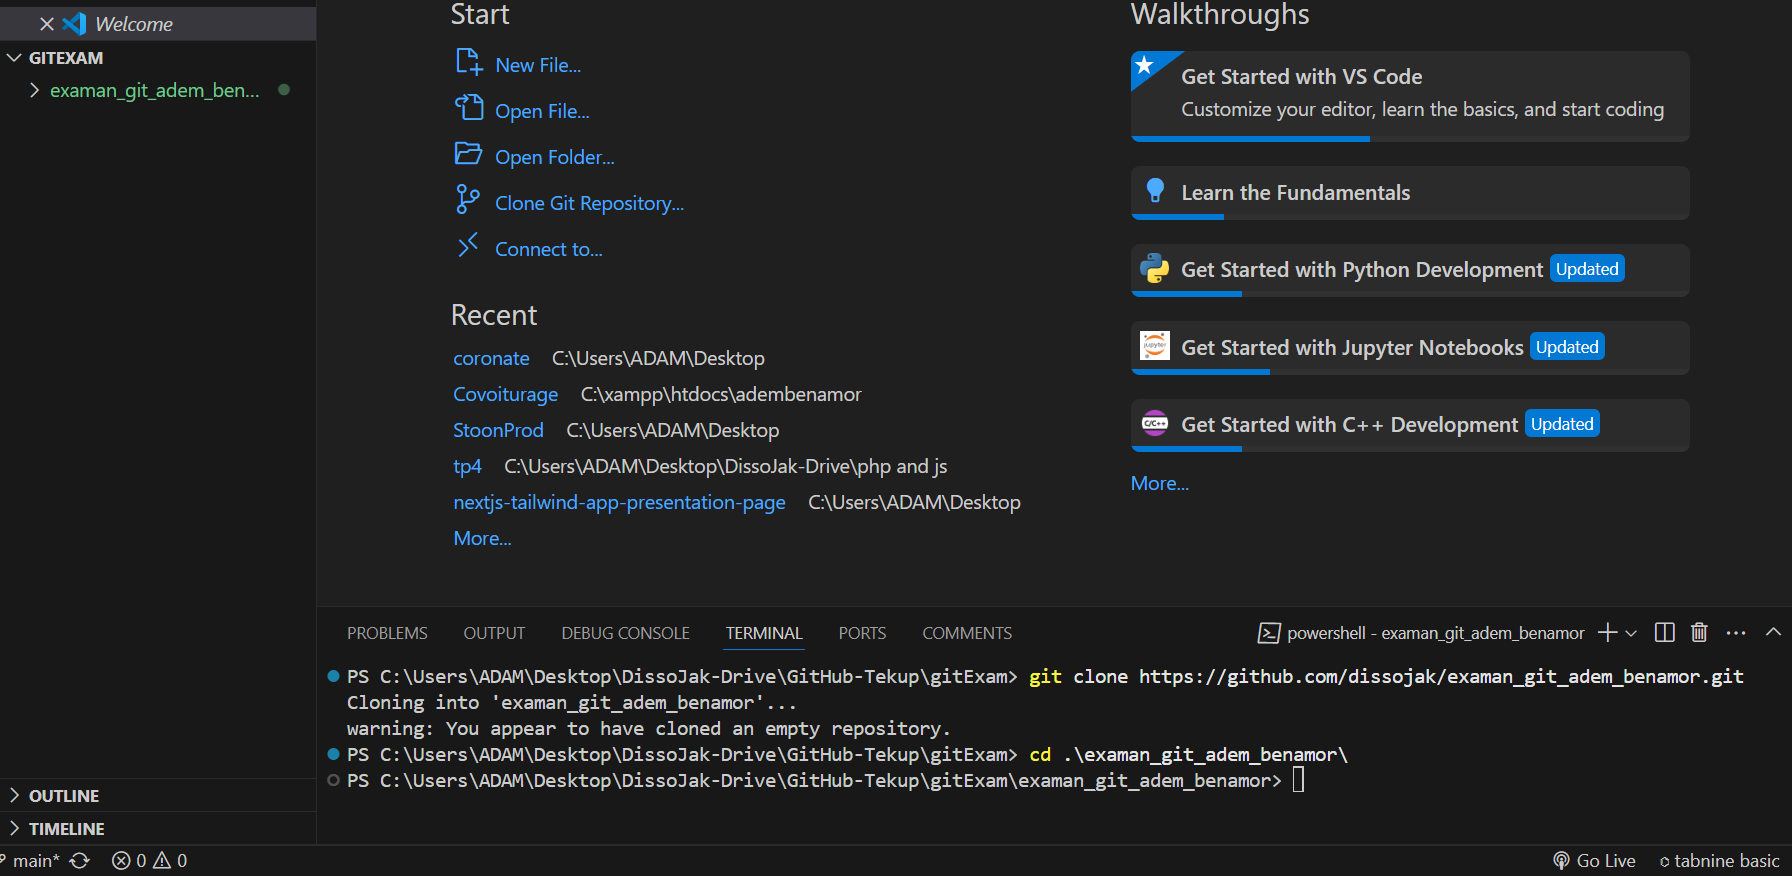 Welcome
GITEXAM
examan_git_adem_ben...
OUTLINE
TIMELINE
Start
New File...
Open File...
Open Folder...
Clone Git Repository...
Connect to...
Recent
coronate C:\Users\ADAM\Desktop
Covoiturage C:\xampp\htdocs\adembenamor
StoonProd C:\Users\ADAM\Desktop
tp4 C:\Users\ADAM\Desktop\DissoJak-Drive\php and js
nextjs-tailwind-app-presentation-page C:\Users\ADAM\Desktop
More...
Walkthroughs
Get Started with VS Code
Customize your editor, learn the basics, and start coding
Learn the Fundamentals
Get Started with Python Development Updated
jupyter
Get Started with Jupyter Notebooks Updated
C/C++
Get Started with C++ Development Updated
More...
PROBLEMS OUTPUT DEBUG CONSOLE TERMINAL PORTS COMMENTS powershell - examan_git_adem_benamor
PS C:\Users\ADAM\Desktop\DissoJak-Drive\GitHub-Tekup\gitExam> git clone https://github.com/dissojak/examan_git_adem_benamor.git
Cloning into 'examan_git_adem_benamor'...
warning: You appear to have cloned an empty repository.
PS C:\Users\ADAM\Desktop\DissoJak-Drive\GitHub-Tekup\gitExam> cd .\examan_git_adem_benamor\
PS C:\Users\ADAM\Desktop\DissoJak-Drive\GitHub-Tekup\gitExam\examan_git_adem_benamor>
main* 0 0 Go Live tabnine basic